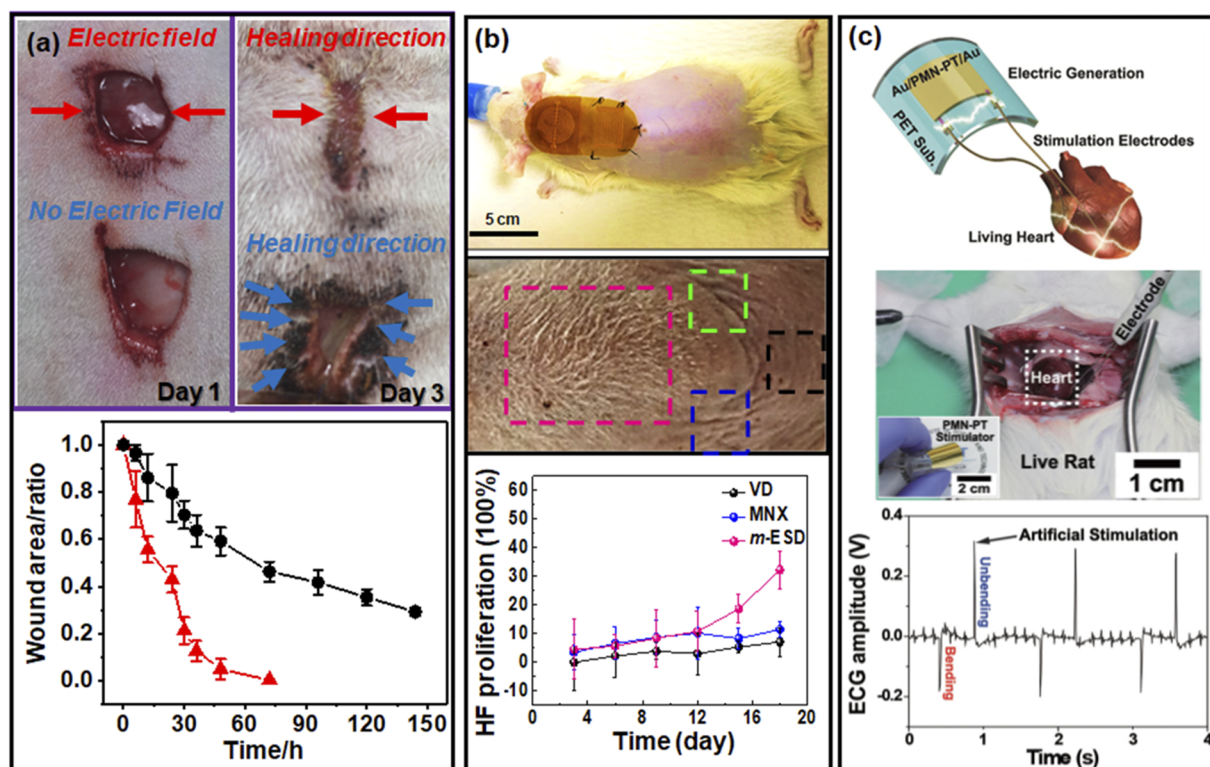 (a)
Electric field
Healing direction
No Electric Field
Healing direction
Day 1
Day 3
1.0
0.8
0.6
0.4
0.2
0.0
Wound area/ratio
0 30 60 90 120 150
Time/h
(b)
5 cm
60
50
40
30
20
10
0
-10
HF proliferation (100%)
VD
MNX
m-ESD
0 4 8 12 16 20
Time (day)
(c)
Au/PMN-PT/Au
PET Sub.
Electric Generation
Stimulation Electrodes
Living Heart
Electrode
Heart
PMN-PT
Stimulator
2 cm
Live Rat
1 cm
0.4
0.2
0.0
-0.2
ECG amplitude (V)
Artificial Stimulation
Unbending
Bending
0 1 2 3 4
Time (s)